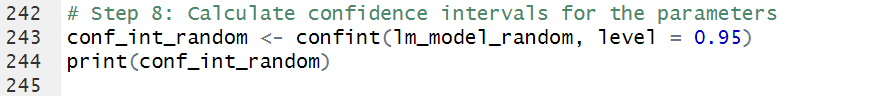 242 # Step 8: Calculate confidence intervals for the parameters
243 conf_int_random <- confint(lm_model_random, level = 0.95)
244 print(conf_int_random)
245